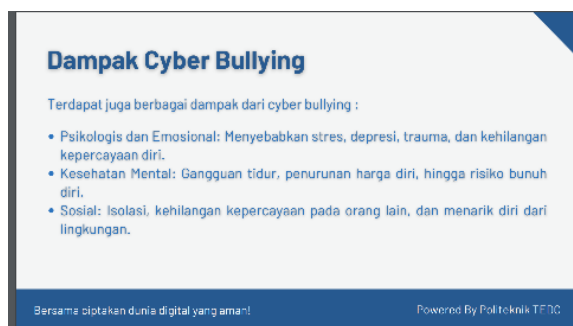 Dampak Cyber Bullying
Terdapat juga berbagai dampak dari cyber bullying :
• Psikologis dan Emosional: Menyebabkan stres, depresi, trauma, dan kehilangan
kepercayaan diri.
• Kesehatan Mental: Gangguan tidur, penurunan harga diri, hingga risiko bunuh
diri.
• Sosial: Isolasi, kehilangan kepercayaan pada orang lain, dan menarik diri dari
lingkungan.
Bersama ciptakan dunia digital yang aman!
Powered By Politeknik TEDC